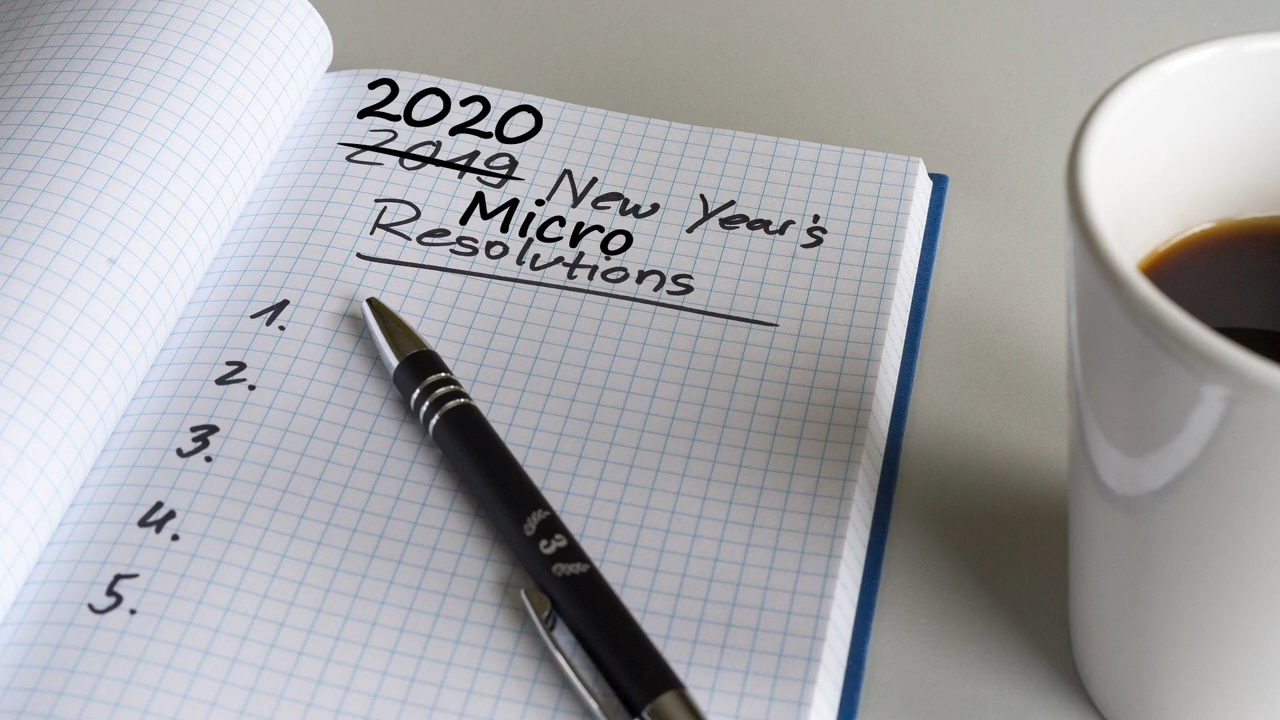 2020
2019 New Year's
Micro
Resolutions
1.
2.
3.
4.
5.